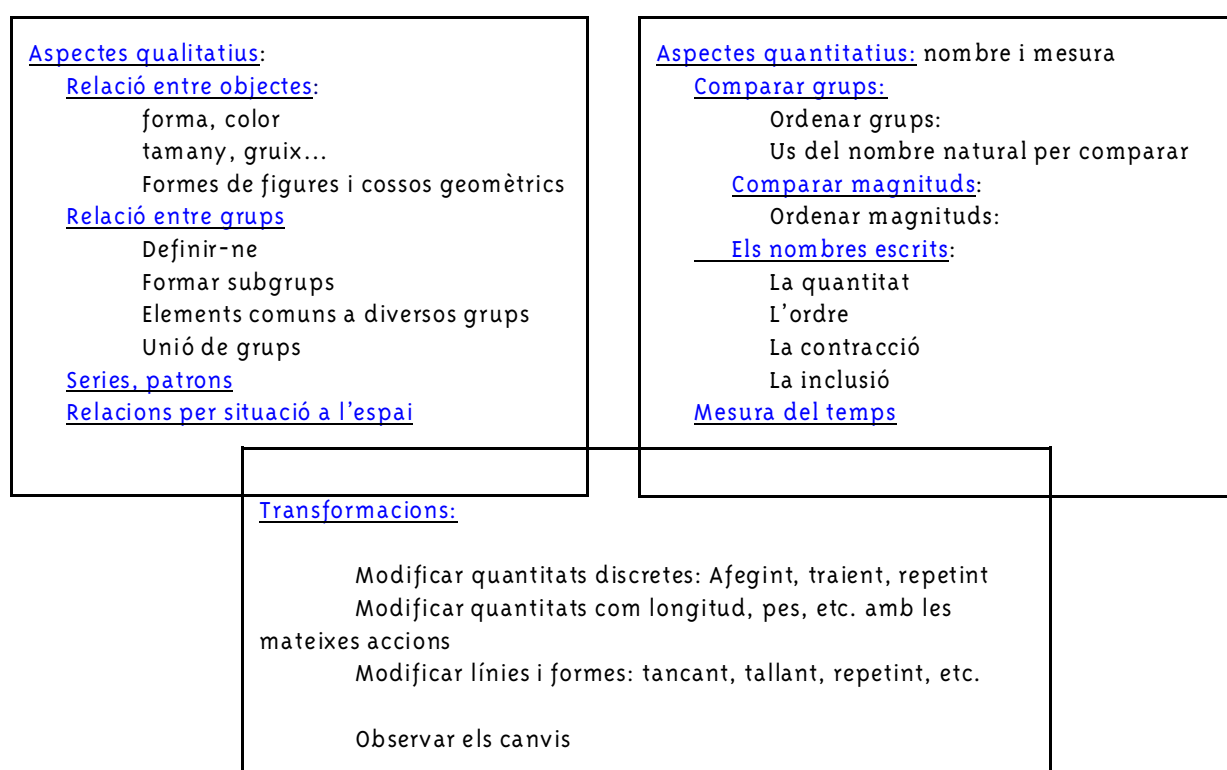 Aspectes qualitatius:
Relació entre objectes:
forma, color
tamany, gruix...
Formes de figures i cossos geomètrics
Relació entre grups
Definir-ne
Formar subgrups
Elements comuns a diversos grups
Unió de grups
Series, patrons
Relacions per situació a l'espai
Aspectes quantitatius: nombre i mesura
Comparar grups:
Ordenar grups:
Us del nombre natural per comparar
Comparar magnituds:
Ordenar magnituds:
Els nombres escrits:
La quantitat
L'ordre
La contracció
La inclusió
Mesura del temps
Transformacions:
Modificar quantitats discretes: Afegint, traient, repetint
Modificar quantitats com longitud, pes, etc. amb les
mateixes accions
Modificar línies i formes: tancant, tallant, repetint, etc.
Observar els canvis